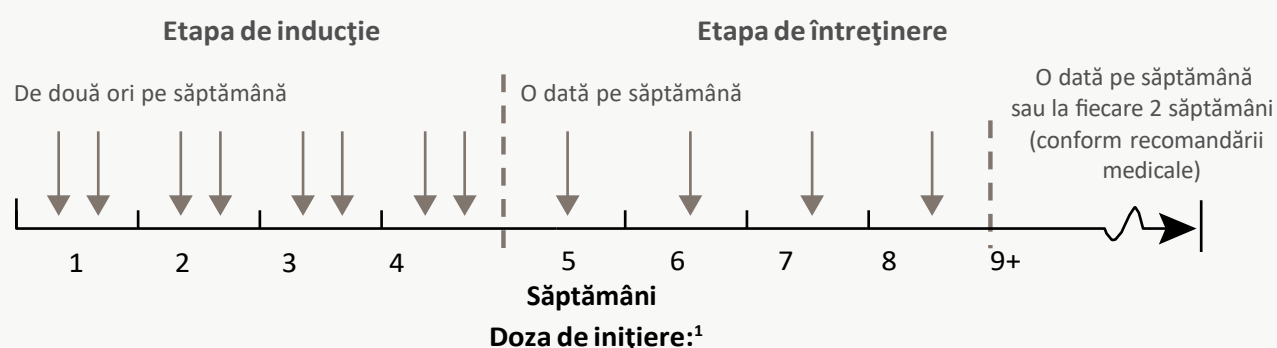 Etapa de inducţie
Etapa de întreţinere
De două ori pe săptămână
O dată pe săptămână
O dată pe săptămână
sau la fiecare 2 săptămâni
(conform recomandării
medicale)
1 2 3 4 5 6 7 8 9+
Săptămâni
Doza de iniţiere:¹